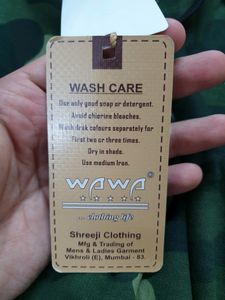 WASH CARE
Use only good soap or detergent.
Avoid chlorine bleaches.
Wash drak colours separately for
First two or three times.
Dry in shade.
Use medium Iron.
WAWA
... clothing life
Shreeji Clothing
Mfg & Trading of
Mens & Ladies Garment
Vikhroli (E), Mumbai - 83.